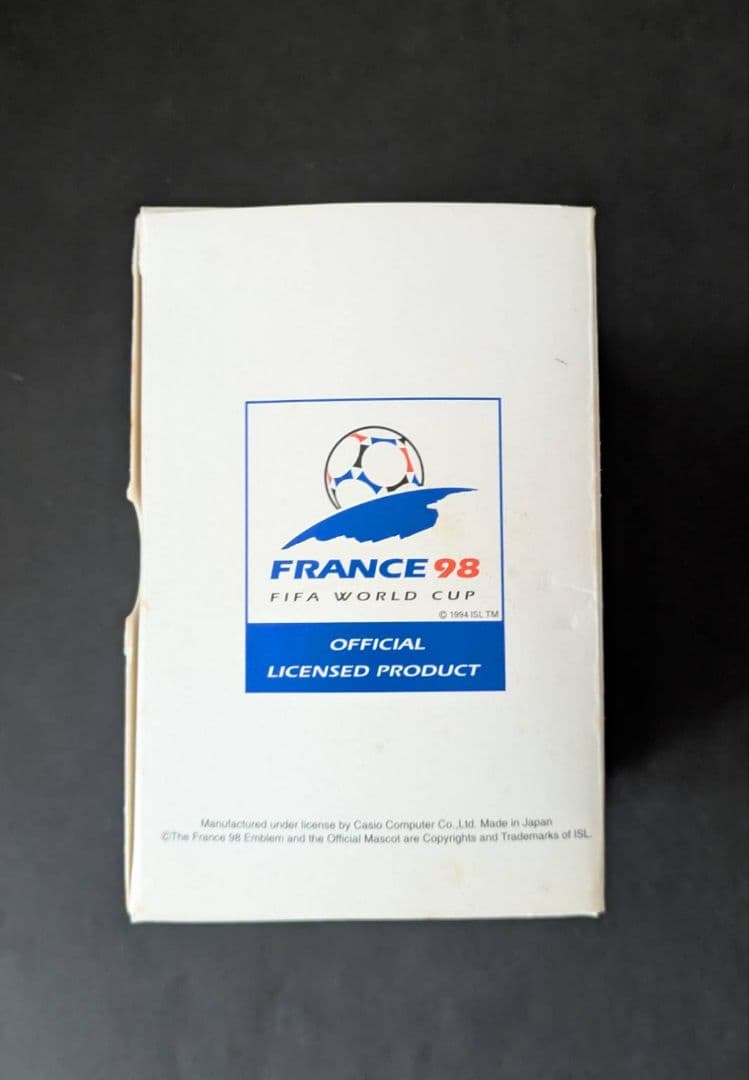 FRANCE 98
FIFA WORLD CUP
© 1994 ISL TM
OFFICIAL
LICENSED PRODUCT
Manufactured under license by Casio Computer Co.,Ltd. Made in Japan
©The France 98 Emblem and the Official Mascot are Copyrights and Trademarks of ISL.